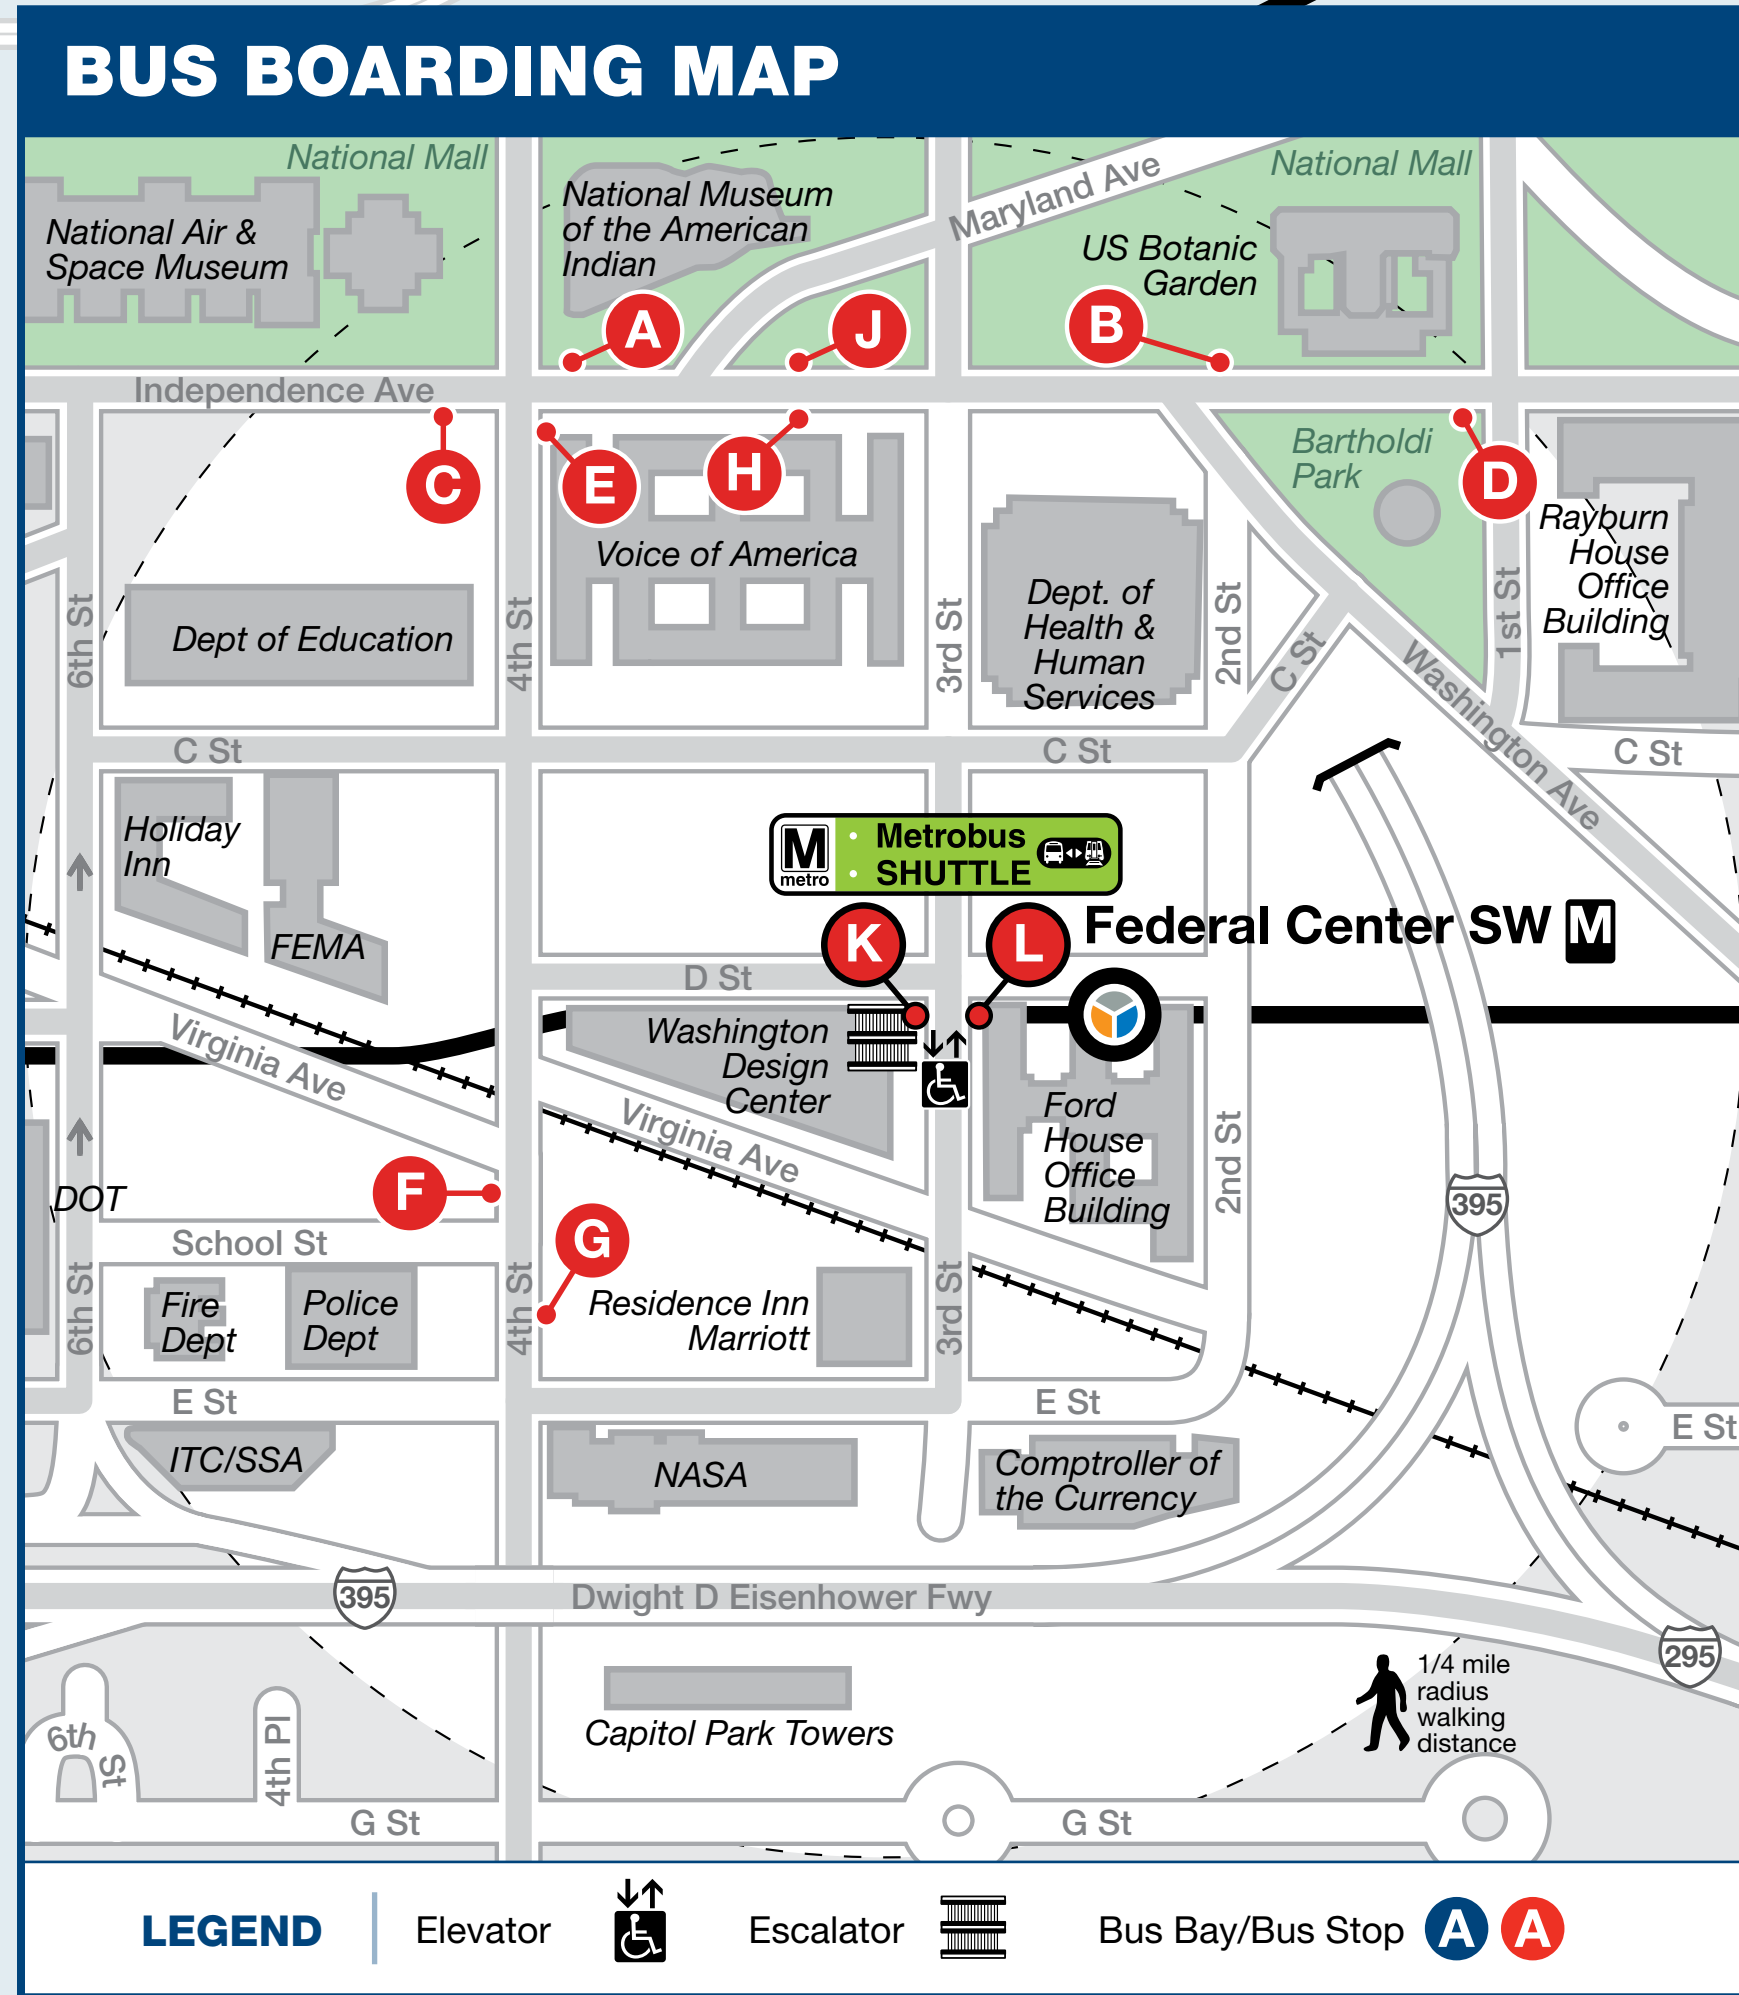 BUS BOARDING MAP
National Mall
National Museum
of the American
Indian
Maryland Ave
National Mall
National Air &
Space Museum
US Botanic
Garden
A
J
B
Independence Ave
C
E
H
Bartholdi
Park
D
Rayburn
House
Office
Building
Voice of America
Dept. of
Health &
Human
Services
Dept of Education
6th St
4th St
3rd St
2nd St
C St
1st St
Washington Ave
C St
C St
C St
Holiday
Inn
FEMA
M
metro
Metrobus
SHUTTLE
K
L
Federal Center SW M
D St
Washington
Design
Center
Virginia Ave
Virginia Ave
Ford
House
Office
Building
2nd St
DOT
F
395
School St
G
6th St
Fire
Dept
Police
Dept
4th St
Residence Inn
Marriott
3rd St
E St
E St
E St
ITC/SSA
NASA
Comptroller of
the Currency
395
Dwight D Eisenhower Fwy
295
1/4 mile
radius
walking
distance
Capitol Park Towers
6th St
4th Pl
G St
G St
LEGEND
Elevator
Escalator
Bus Bay/Bus Stop A A